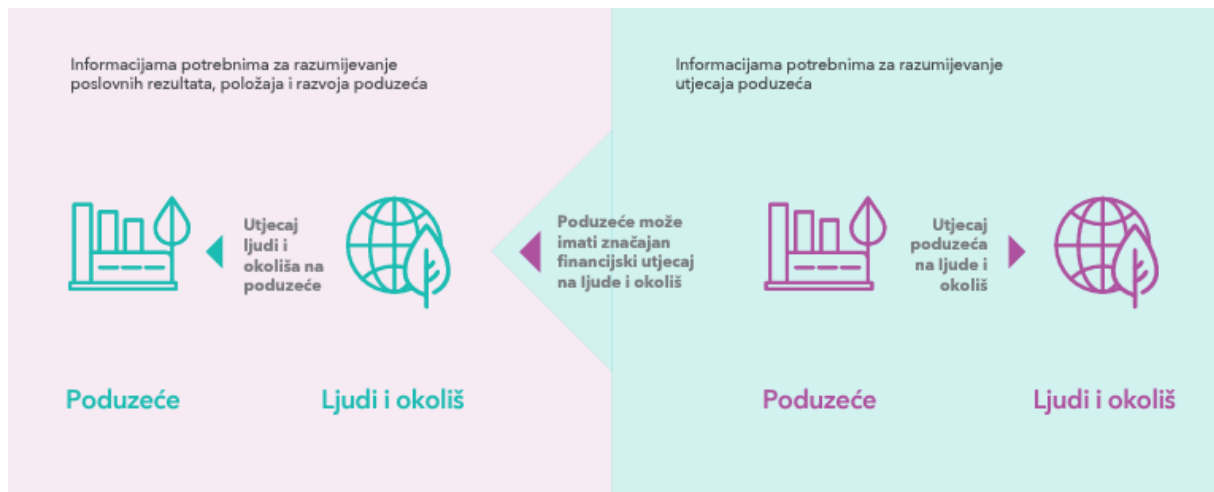 Informacijama potrebnima za razumijevanje
poslovnih rezultata, položaja i razvoja poduzeća
Utjecaj
ljudi i
okoliša na
poduzeće
Poduzeće
Ljudi i okoliš
Poduzeće može
imati značajan
financijski utjecaj
na ljude i okoliš
Informacijama potrebnima za razumijevanje
utjecaja poduzeća
Utjecaj
poduzeća
na ljude i
okoliš
Poduzeće
Ljudi i okoliš